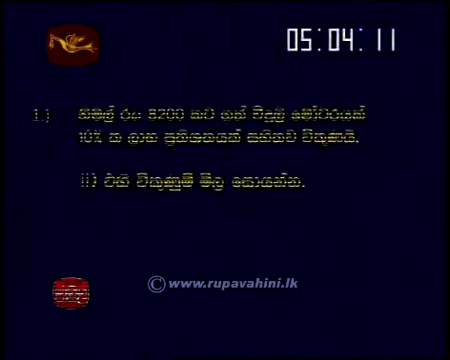 05:04:11
1.) නිමල් රු. 3200 කට ගත් විදුලි මෝටරයක්
10% ක ලාභ ප්‍රතිශතයක් සහිතව විකුණයි.
II) එහි විකුණුම් මිල සොයන්න.
© www.rupavahini.lk